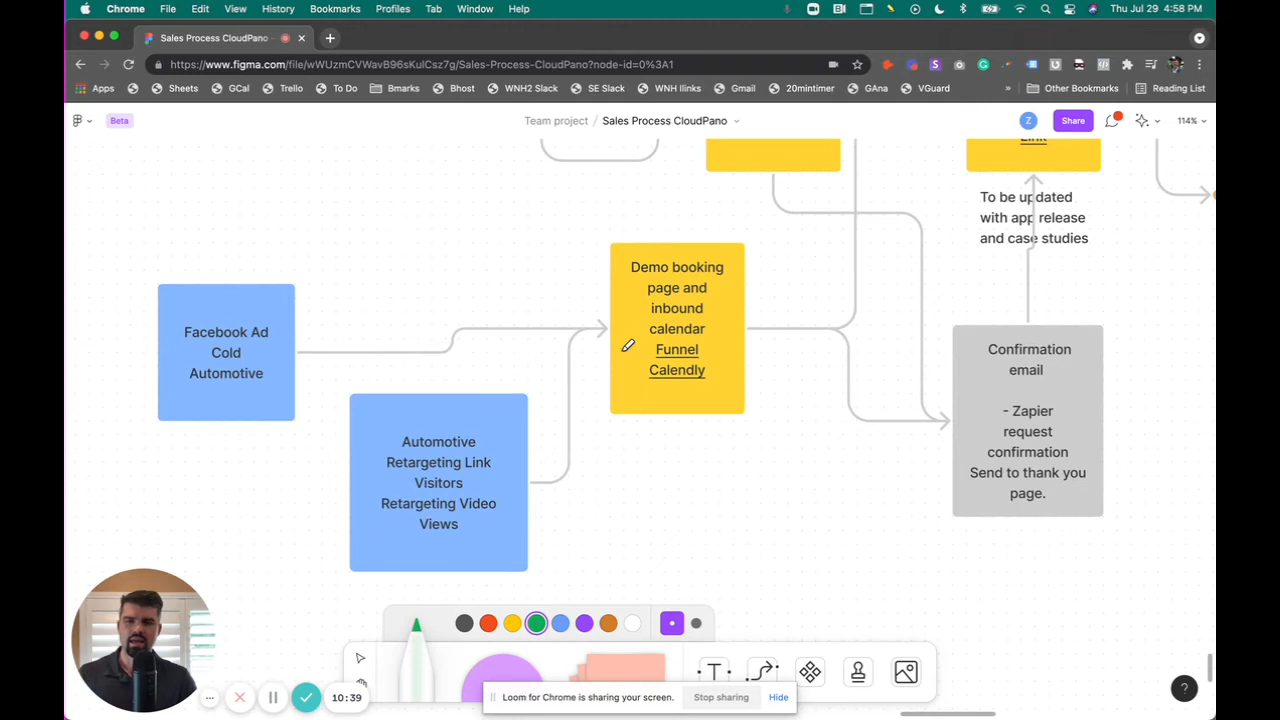 Chrome File Edit View History Bookmarks Profiles Tab Window Help Thu Jul 29 4:58 PM
Sales Process CloudPano
https://www.figma.com/file/wWUzmCVWavB96sKulCsz7g/Sales-Process-CloudPano?node-id=0%3A1
Apps Sheets GCal Trello To Do Bmarks Bhost WNH2 Slack SE Slack WNH Ilinks Gmail 20mintimer GAna VGuard » Other Bookmarks Reading List
Beta Team project / Sales Process CloudPano Z Share 114%
Link
To be updated
with app release
and case studies
Demo booking
page and
inbound
calendar
Funnel
Calendly
Facebook Ad
Cold
Automotive
Confirmation
email
- Zapier
request
confirmation
Send to thank you
page.
Automotive
Retargeting Link
Visitors
Retargeting Video
Views
T
10:39
Loom for Chrome is sharing your screen. Stop sharing Hide
?